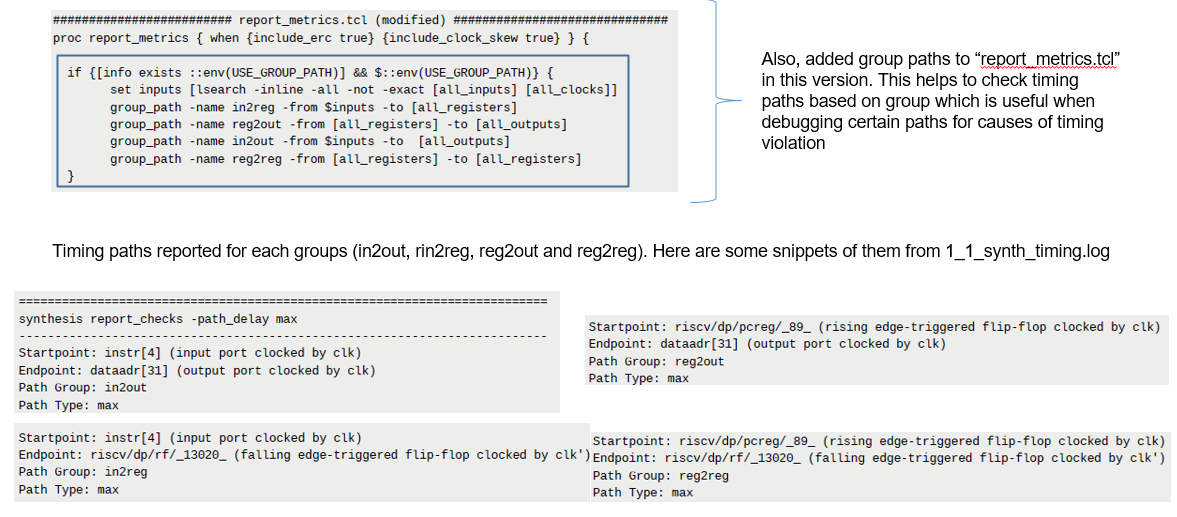 ######################### report_metrics.tcl (modified) ##############################
proc report_metrics { when {include_erc true} {include_clock_skew true} } {
if {[info exists ::env(USE_GROUP_PATH)] && $::env(USE_GROUP_PATH)} {
set inputs [lsearch -inline -all -not -exact [all_inputs] [all_clocks]]
group_path -name in2reg -from $inputs -to [all_registers]
group_path -name reg2out -from [all_registers] -to [all_outputs]
group_path -name in2out -from $inputs -to  [all_outputs]
group_path -name reg2reg -from [all_registers] -to [all_registers]
}
Also, added group paths to “report_metrics.tcl”
in this version. This helps to check timing
paths based on group which is useful when
debugging certain paths for causes of timing
violation
Timing paths reported for each groups (in2out, rin2reg, reg2out and reg2reg). Here are some snippets of them from 1_1_synth_timing.log
==========================================================================
synthesis report_checks -path_delay max
--------------------------------------------------------------------------
Startpoint: instr[4] (input port clocked by clk)
Endpoint: dataadr[31] (output port clocked by clk)
Path Group: in2out
Path Type: max
Startpoint: riscv/dp/pcreg/_89_ (rising edge-triggered flip-flop clocked by clk)
Endpoint: dataadr[31] (output port clocked by clk)
Path Group: reg2out
Path Type: max
Startpoint: instr[4] (input port clocked by clk)
Endpoint: riscv/dp/rf/_13020_ (falling edge-triggered flip-flop clocked by clk')
Path Group: in2reg
Path Type: max
Startpoint: riscv/dp/pcreg/_89_ (rising edge-triggered flip-flop clocked by clk)
Endpoint: riscv/dp/rf/_13020_ (falling edge-triggered flip-flop clocked by clk')
Path Group: reg2reg
Path Type: max